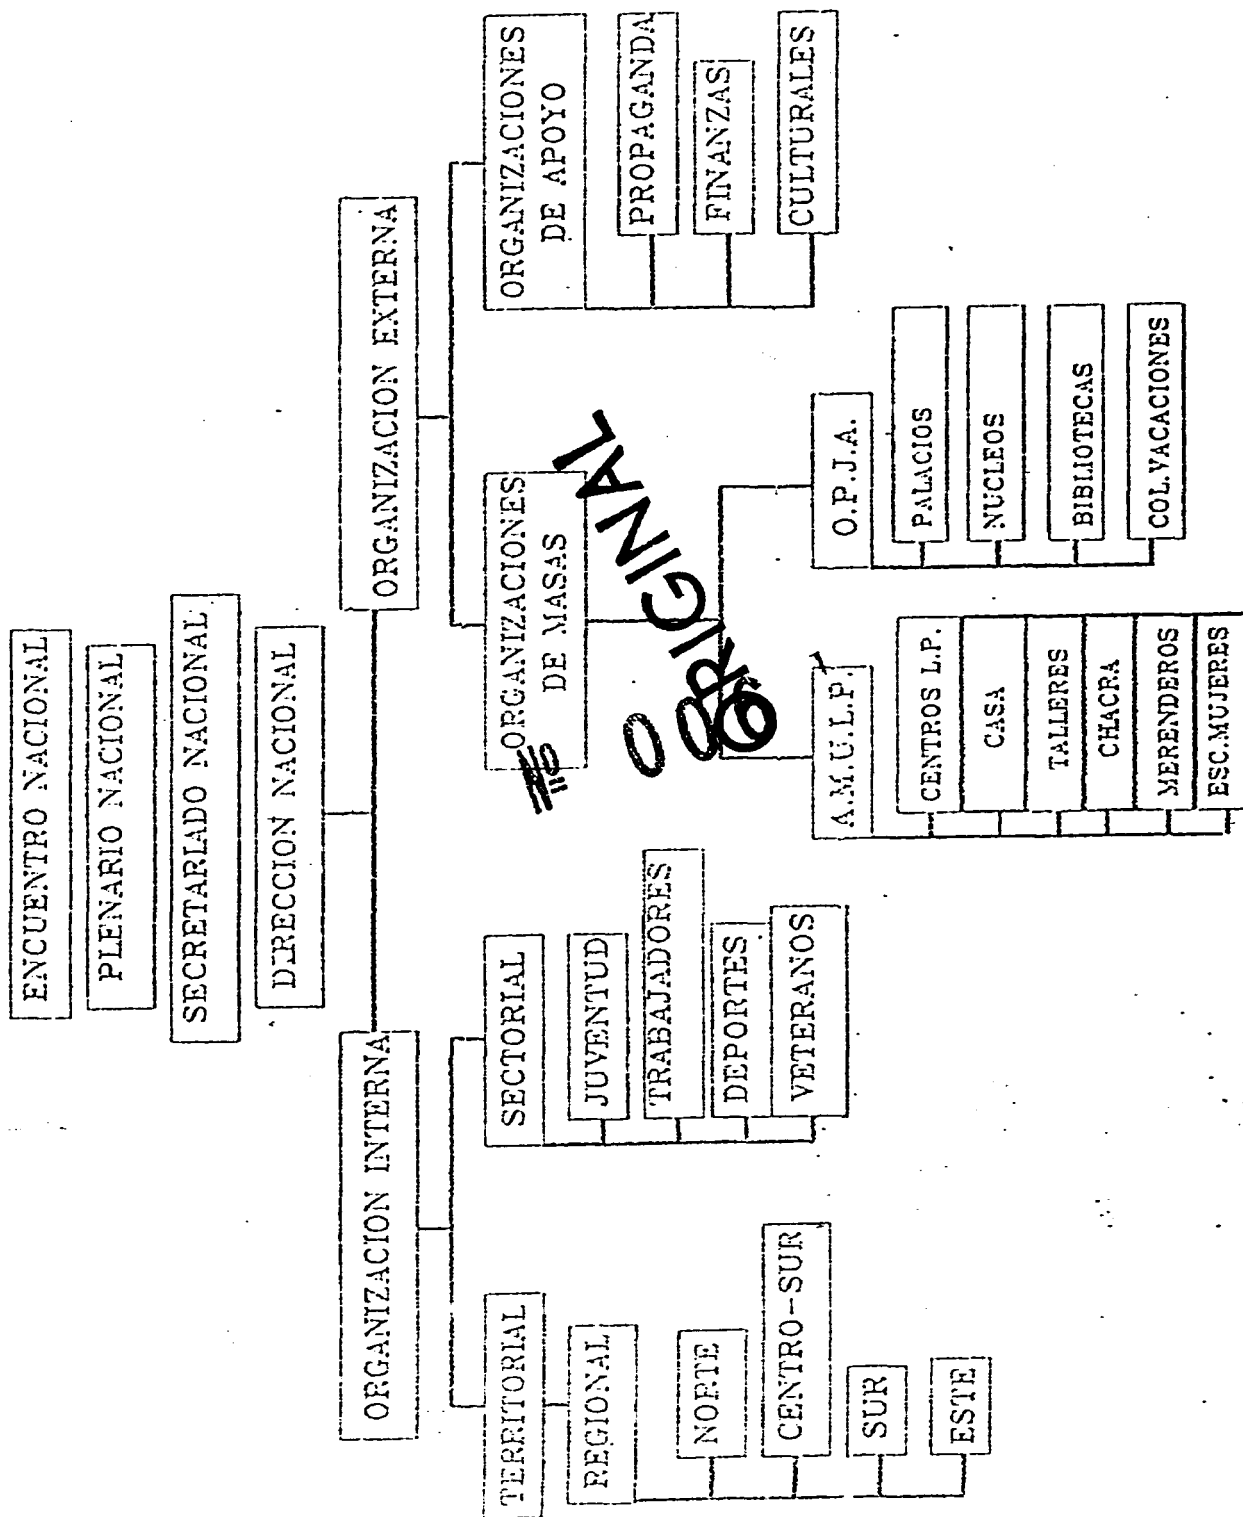 ENCUENTRO NACIONAL
PLENARIO NACIONAL
SECRETARIADO NACIONAL
DIRECCION NACIONAL
ORGANIZACION INTERNA
ORGANIZACION EXTERNA
TERRITORIAL
REGIONAL
NORTE
CENTRO-SUR
SUR
ESTE
SECTORIAL
JUVENTUD
TRABAJADORES
DEPORTES
VETERANOS
ORGANIZACIONES
DE MASAS
A.M.U.L.P.
CENTROS L.P.
CASA
TALLERES
CHACRA
MERENDEROS
ESC.MUJERES
O.P.J.A.
PALACIOS
NUCLEOS
BIBLIOTECAS
COL.VACACIONES
ORGANIZACIONES
DE APOYO
PROPAGANDA
FINANZAS
CULTURALES
ORIGINAL